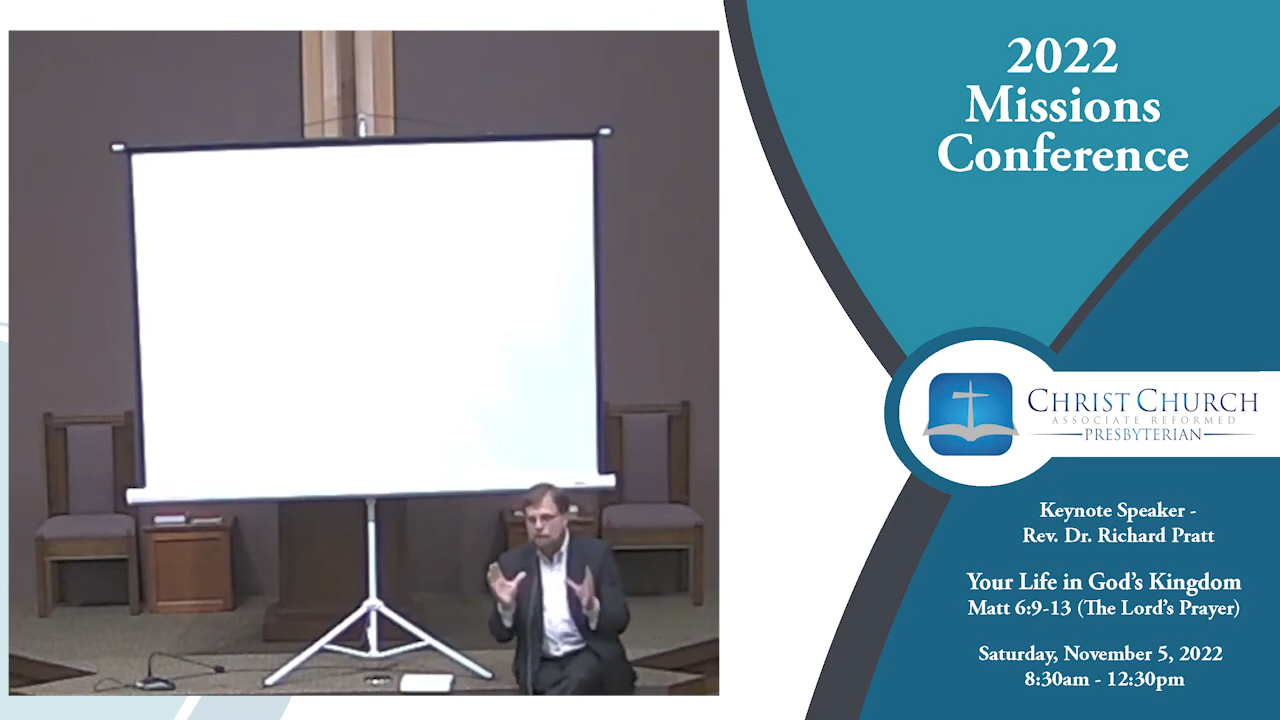 2022
Missions
Conference
CHRIST CHURCH
ASSOCIATE REFORMED
PRESBYTERIAN
Keynote Speaker -
Rev. Dr. Richard Pratt
Your Life in God's Kingdom
Matt 6:9-13 (The Lord's Prayer)
Saturday, November 5, 2022
8:30am - 12:30pm